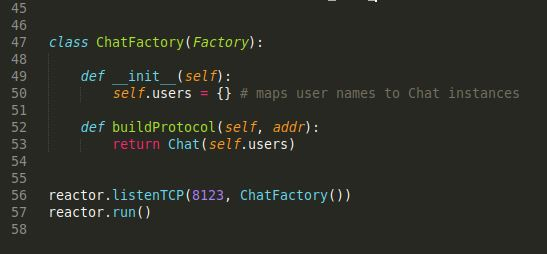 45
46
47 class ChatFactory(Factory):
48
49     def __init__(self):
50         self.users = {} # maps user names to Chat instances
51
52     def buildProtocol(self, addr):
53         return Chat(self.users)
54
55
56 reactor.listenTCP(8123, ChatFactory())
57 reactor.run()
58